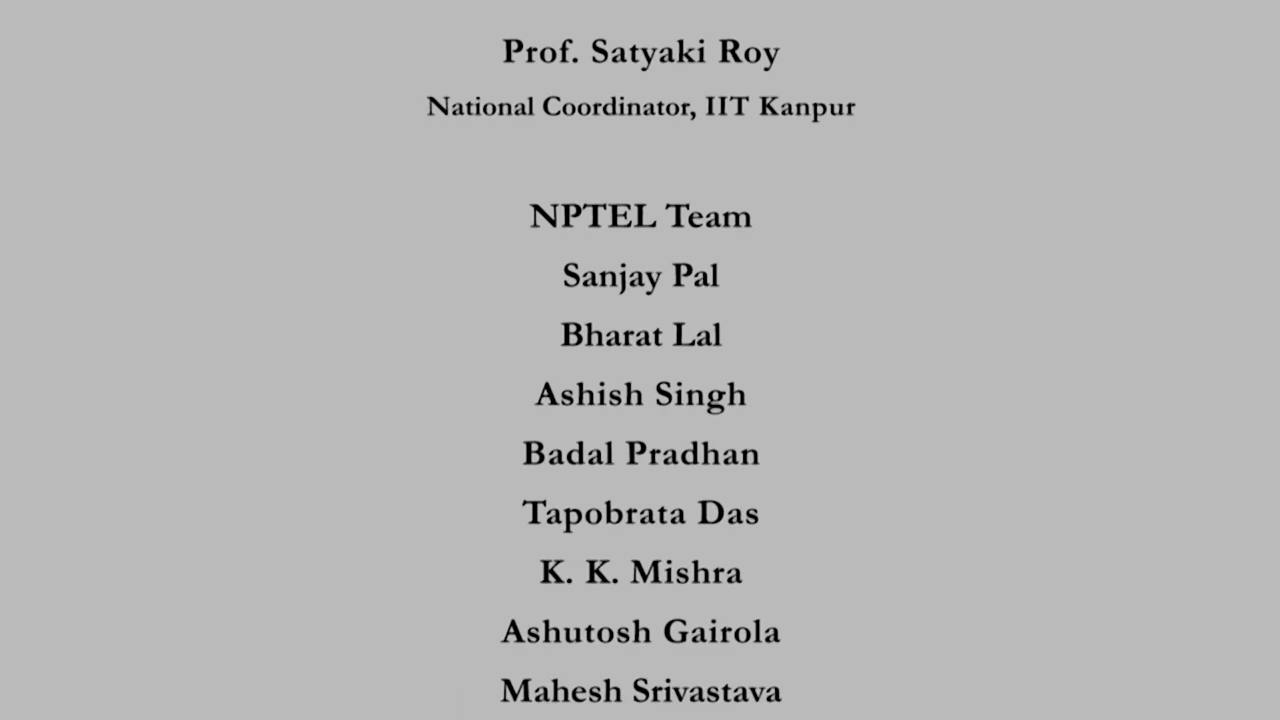 Prof. Satyaki Roy
National Coordinator, IIT Kanpur
NPTEL Team
Sanjay Pal
Bharat Lal
Ashish Singh
Badal Pradhan
Tapobrata Das
K. K. Mishra
Ashutosh Gairola
Mahesh Srivastava